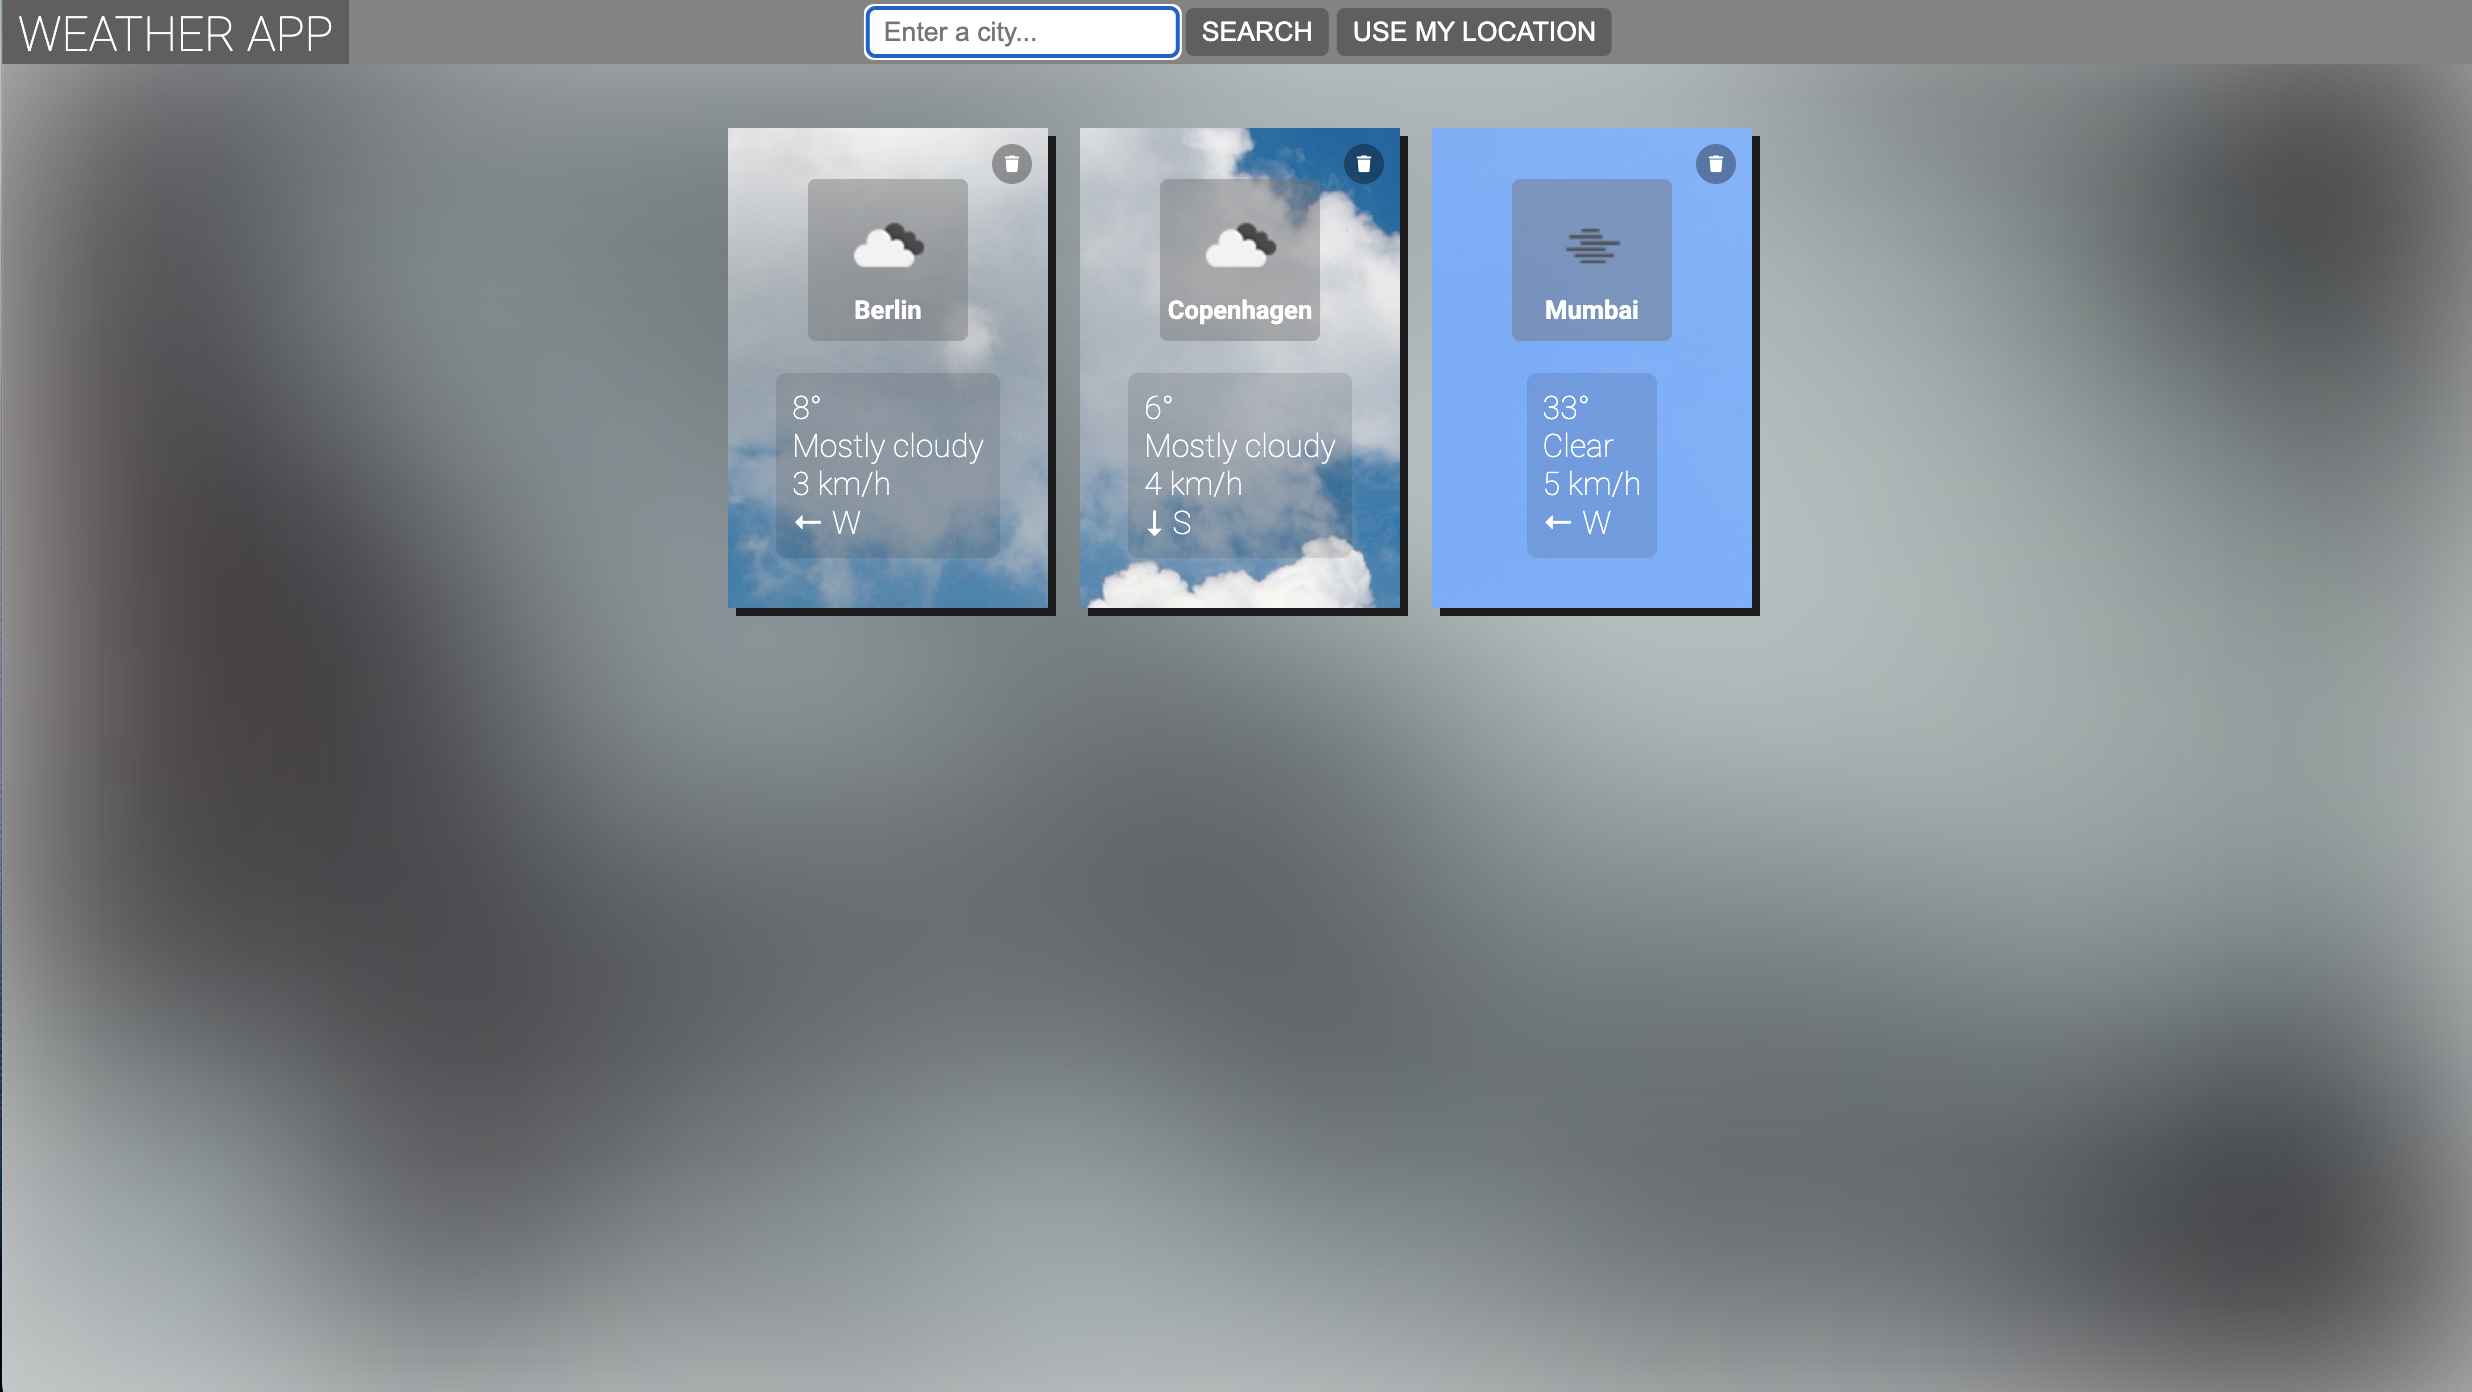 WEATHER APP
Enter a city...
SEARCH
USE MY LOCATION
Berlin
8°
Mostly cloudy
3 km/h
← W
Copenhagen
6°
Mostly cloudy
4 km/h
↓ S
Mumbai
33°
Clear
5 km/h
← W